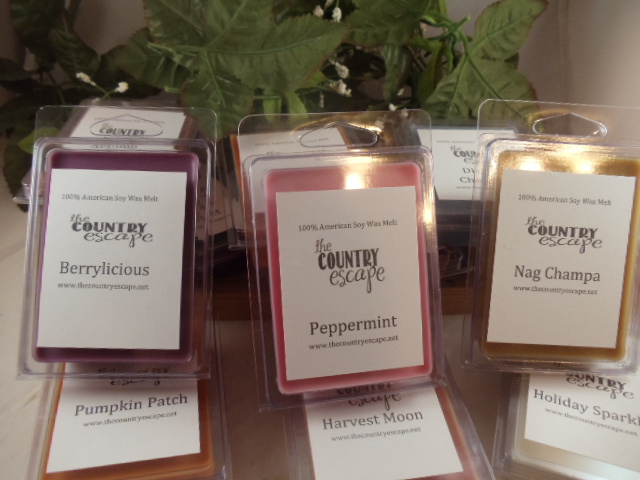 the
COUNTRY
100% American Soy Wax Melt
the
COUNTRY
escape
Berrylicious
www.thecountryescape.net
100% American Soy Wax Melt
the
COUNTRY
escape
Peppermint
www.thecountryescape.net
100% American Soy Wax Melt
the
COUNTRY
escape
Nag Champa
www.thecountryescape.net
Pumpkin Patch
www.thecountryescape.net
COUNTRY
escape
Harvest Moon
www.thecountryescape.net
COUNTRY
escape
Holiday Sparkl
www.thecountryescape.net